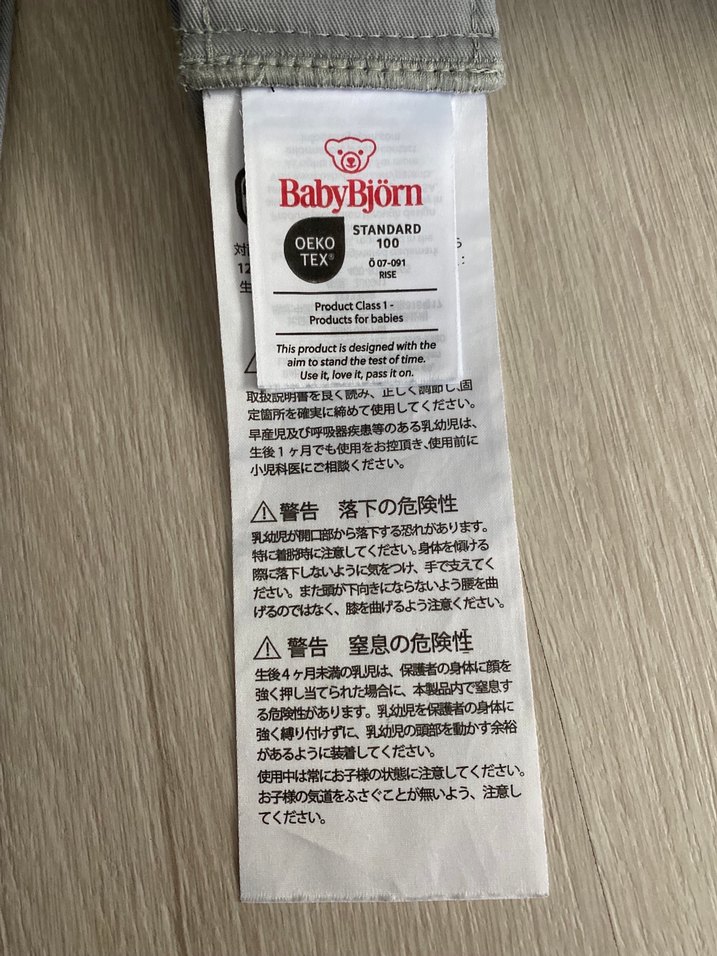 BabyBjörn
OEKO
TEX®
STANDARD
100
Ö 07-091
RISE
Product Class 1 -
Products for babies
This product is designed with the
aim to stand the test of time.
Use it, love it, pass it on.
12
生
取扱説明書を良く読み、正しく調節し、固
定箇所を確実に締めて使用してください。
早産児及び呼吸器疾患等のある乳幼児は、
生後1ヶ月でも使用をお控頂き、使用前に
小児科医にご相談ください。
警告 落下の危険性
乳幼児が開口部から落下する恐れがあります。
特に着脱時に注意してください。身体を傾ける
際に落下しないように気をつけ、手で支えてく
ださい。また頭が下向きにならないよう腰を曲
げるのではなく、膝を曲げるよう注意ください。
警告 窒息の危険性
生後4ヶ月未満の乳児は、保護者の身体に顔を
強く押し当てられた場合に、本製品内で窒息す
る危険性があります。乳幼児を保護者の身体に
強く縛り付けずに、乳幼児の頭部を動かす余裕
があるように装着してください。
使用中は常にお子様の状態に注意してください。
お子様の気道をふさぐことが無いよう、注意し
てください。